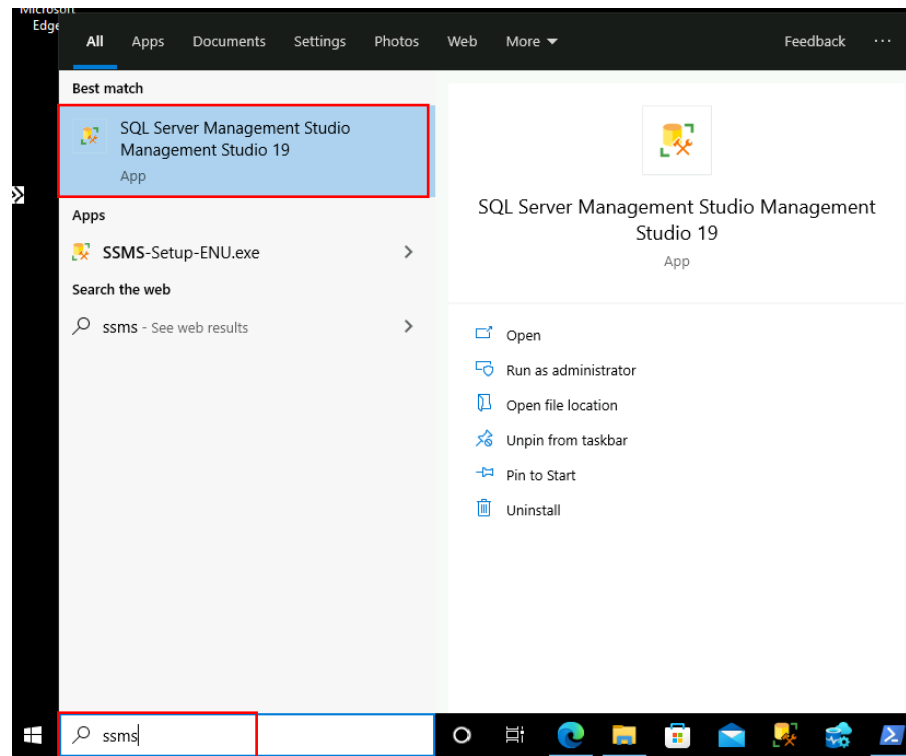 Microsoft
Edge
All Apps Documents Settings Photos Web More Feedback ...
Best match
SQL Server Management Studio
Management Studio 19
App
Apps
SSMS-Setup-ENU.exe
Search the web
ssms - See web results
SQL Server Management Studio Management
Studio 19
App
Open
Run as administrator
Open file location
Unpin from taskbar
Pin to Start
Uninstall
ssms